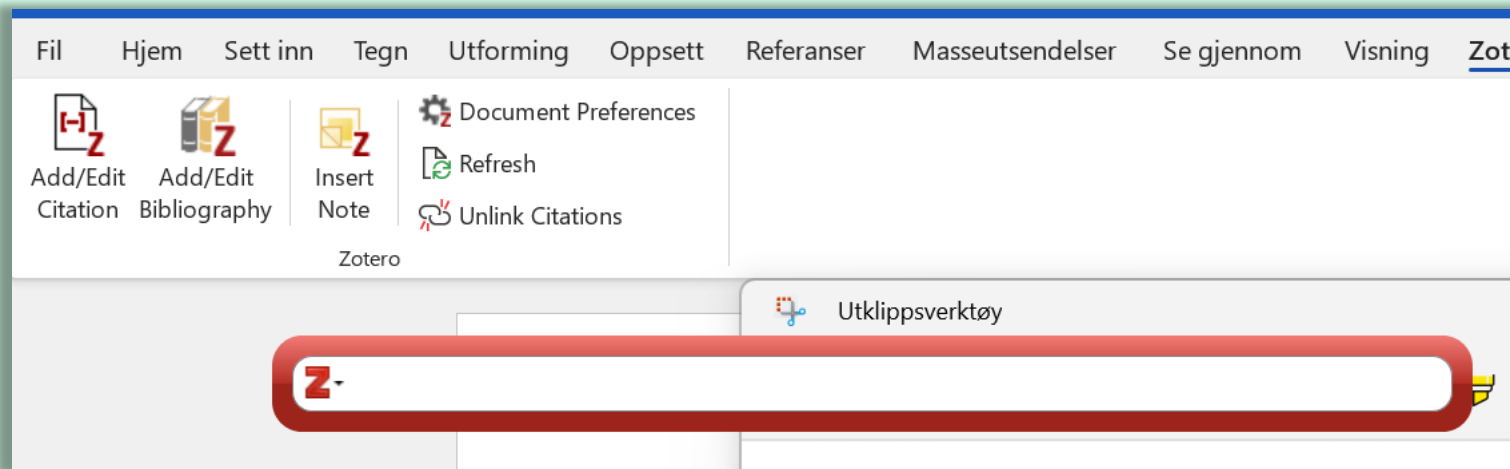 Fil Hjem Sett inn Tegn Utforming Oppsett Referanser Masseutsendelser Se gjennom Visning Zot
Add/Edit Citation
Add/Edit Bibliography
Insert Note
Document Preferences
Refresh
Unlink Citations
Zotero
Utklippsverktøy
Z